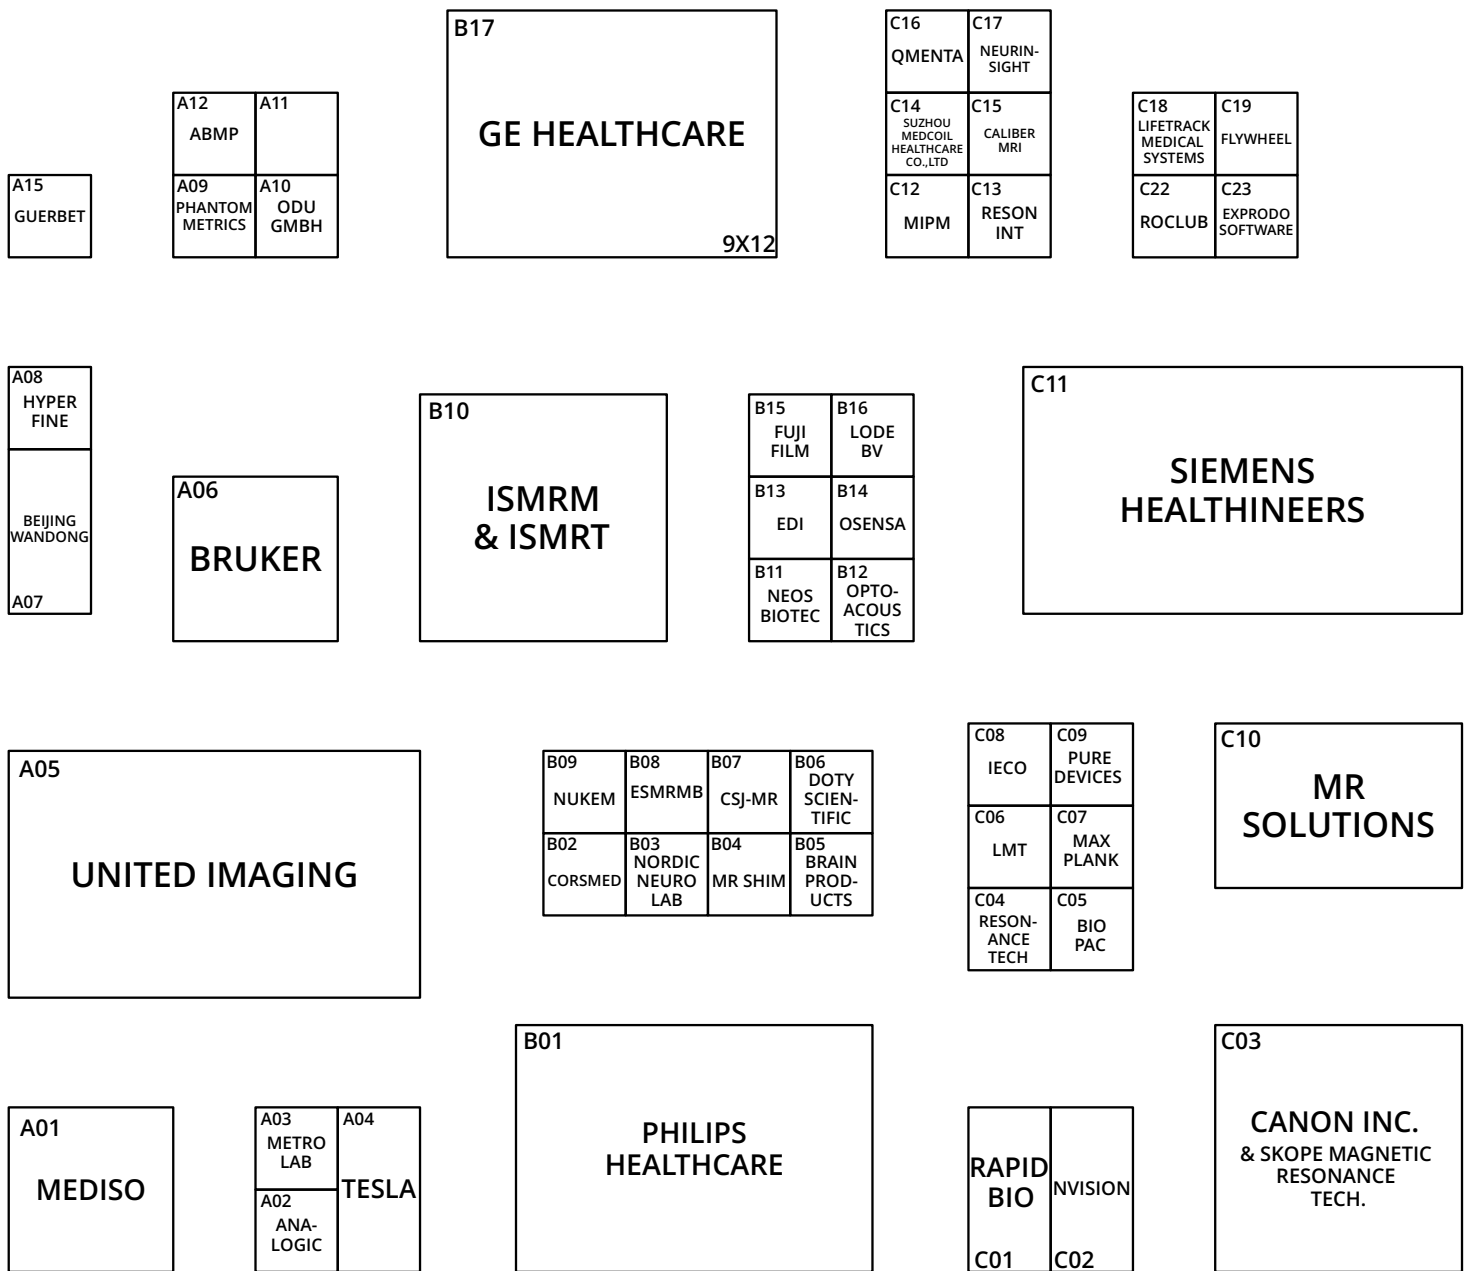 B17
GE HEALTHCARE
9X12
C16
QMENTA
C17
NEURIN-
SIGHT
C14
SUZHOU
MEDCOIL
HEALTHCARE
CO.,LTD
C15
CALIBER
MRI
C12
MIPM
C13
RESON
INT
A12
ABMP
A11
A09
PHANTOM
METRICS
A10
ODU
GMBH
A15
GUERBET
C18
LIFETRACK
MEDICAL
SYSTEMS
C19
FLYWHEEL
C22
ROCLUB
C23
EXPRODO
SOFTWARE
A08
HYPER
FINE
BEIJING
WANDONG
A07
A06
BRUKER
B10
ISMRM
& ISMRT
B15
FUJI
FILM
B16
LODE
BV
B13
EDI
B14
OSENSA
B11
NEOS
BIOTEC
B12
OPTO-
ACOUS
TICS
C11
SIEMENS
HEALTHINEERS
A05
UNITED IMAGING
B09
NUKEM
B08
ESMRMB
B07
CSJ-MR
B06
DOTY
SCIEN-
TIFIC
B02
CORSMED
B03
NORDIC
NEURO
LAB
B04
MR SHIM
B05
BRAIN
PROD-
UCTS
C08
IECO
C09
PURE
DEVICES
C06
LMT
C07
MAX
PLANK
C04
RESON-
ANCE
TECH
C05
BIO
PAC
C10
MR
SOLUTIONS
A01
MEDISO
A03
METRO
LAB
A02
ANA-
LOGIC
A04
TESLA
B01
PHILIPS
HEALTHCARE
RAPID
BIO
C01
NVISION
C02
C03
CANON INC.
& SKOPE MAGNETIC
RESONANCE
TECH.